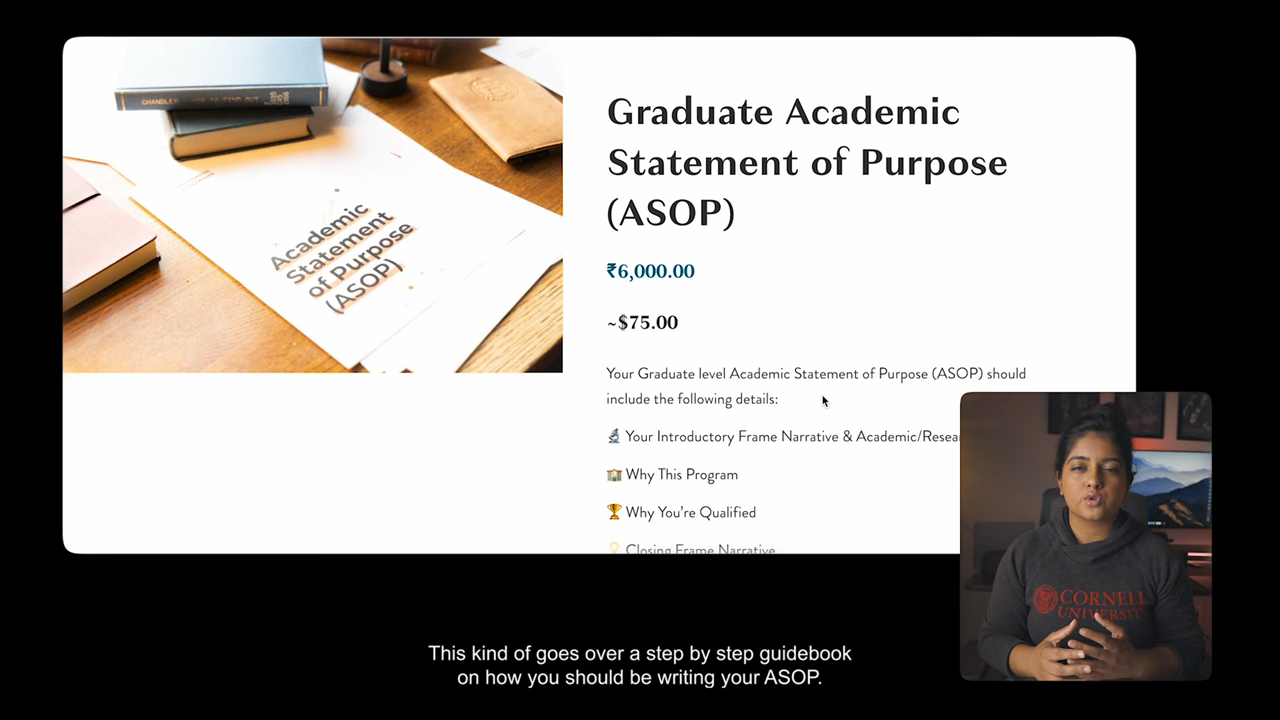 CHANDLER
Academic
Statement
of Purpose
(ASOP)
Graduate Academic
Statement of Purpose
(ASOP)
₹6,000.00
~$75.00
Your Graduate level Academic Statement of Purpose (ASOP) should
include the following details:
🔬 Your Introductory Frame Narrative & Academic/Resear
🏫 Why This Program
🏆 Why You’re Qualified
💡 Closing Frame Narrative
CORNELL
UNIVERSITY
This kind of goes over a step by step guidebook
on how you should be writing your ASOP.